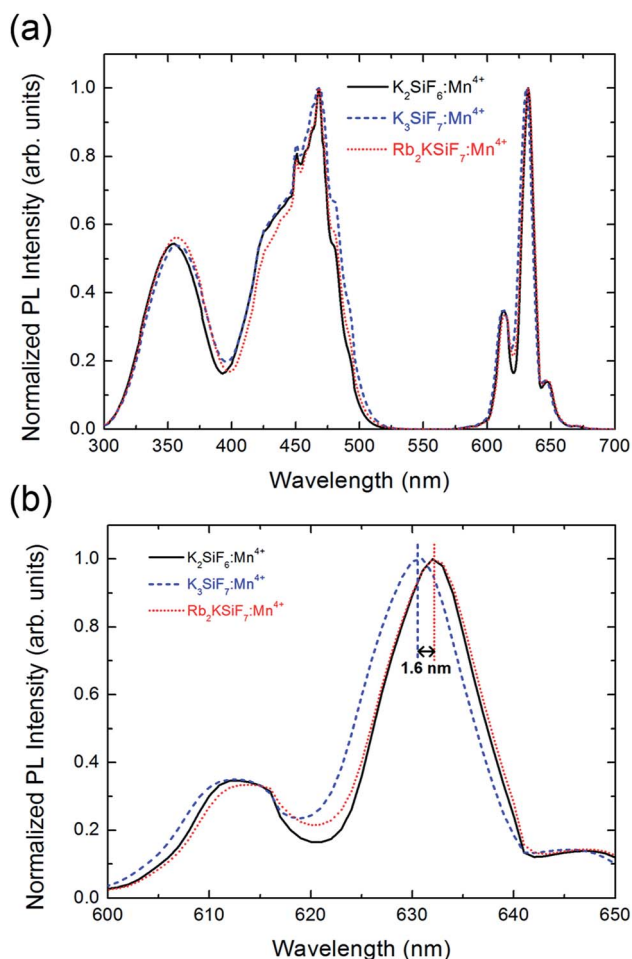 (a)
Normalized PL Intensity (arb. units)
1.0
0.8
0.6
0.4
0.2
0.0
K₂SiF₆:Mn⁴⁺
K₃SiF₇:Mn⁴⁺
Rb₂KSiF₇:Mn⁴⁺
300 350 400 450 500 550 600 650 700
Wavelength (nm)
(b)
Normalized PL Intensity (arb. units)
1.0
0.8
0.6
0.4
0.2
0.0
K₂SiF₆:Mn⁴⁺
K₃SiF₇:Mn⁴⁺
Rb₂KSiF₇:Mn⁴⁺
1.6 nm
600 610 620 630 640 650
Wavelength (nm)